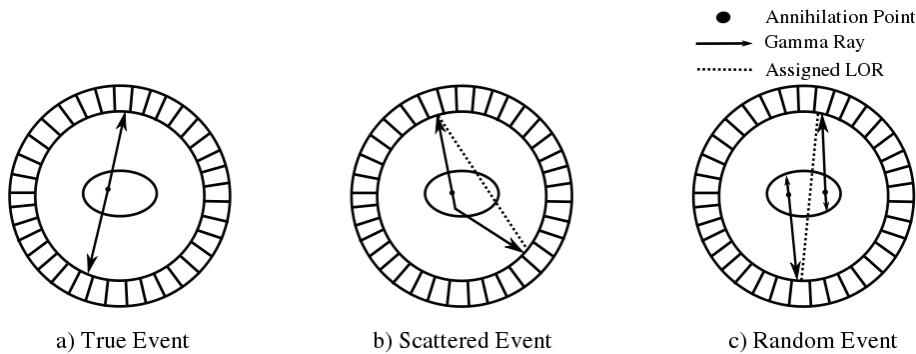 Annihilation Point
Gamma Ray
Assigned LOR
a) True Event
b) Scattered Event
c) Random Event